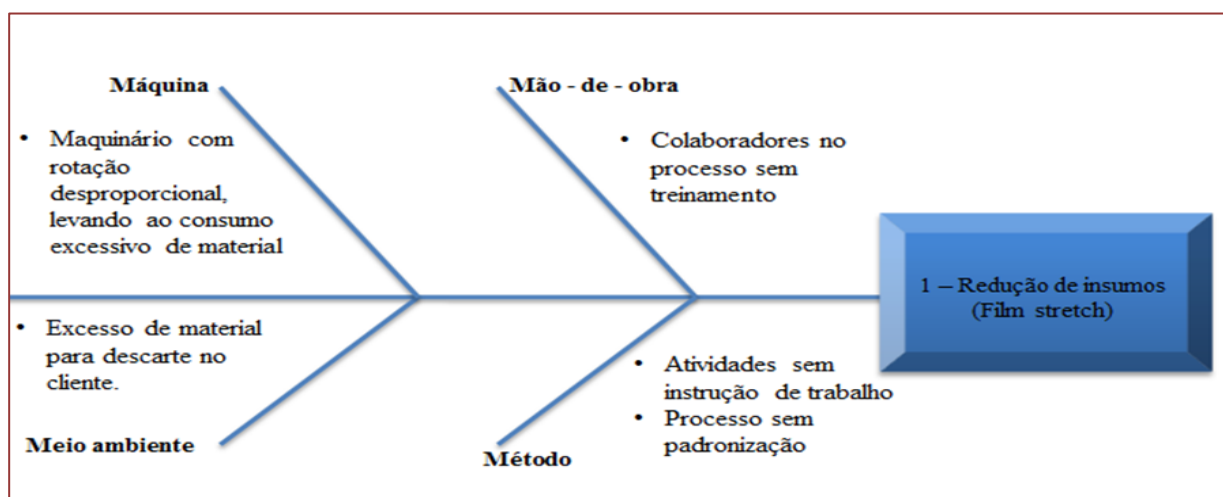 Máquina
• Maquinário com
rotação
desproporcional,
levando ao consumo
excessivo de material
Mão - de - obra
• Colaboradores no
processo sem
treinamento
1 – Redução de insumos
(Film stretch)
• Excesso de material
para descarte no
cliente.
Meio ambiente
• Atividades sem
instrução de trabalho
• Processo sem
padronização
Método